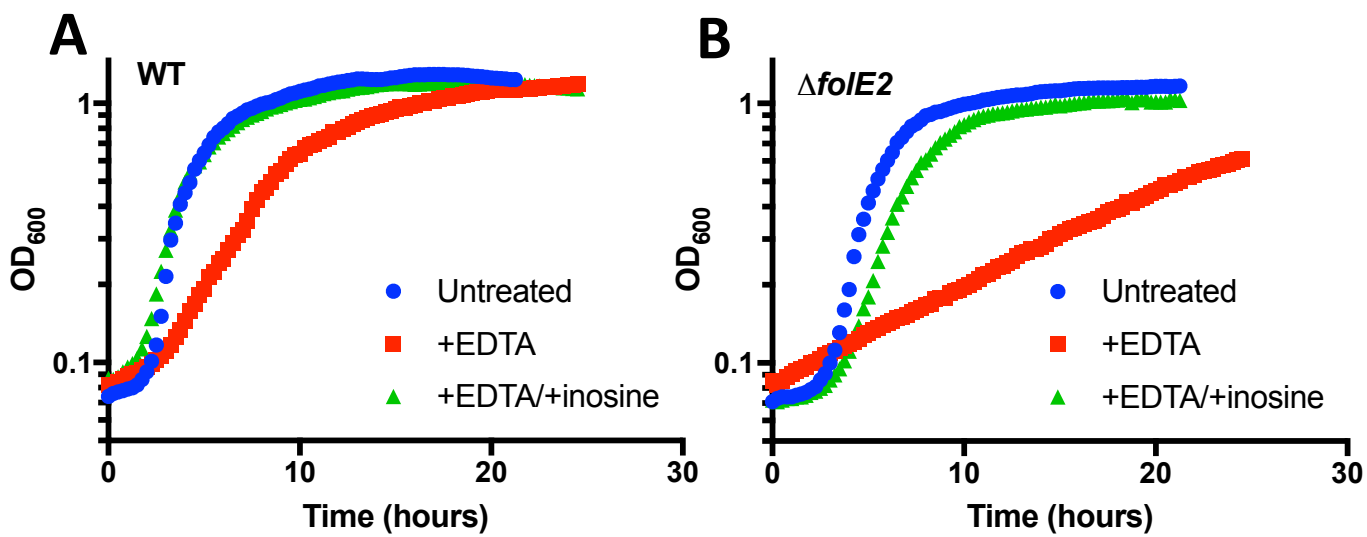 A
WT
OD600
1
0.1
Untreated
+EDTA
+EDTA/+inosine
0 10 20 30
Time (hours)
B
ΔfolE2
OD600
1
0.1
Untreated
+EDTA
+EDTA/+inosine
0 10 20 30
Time (hours)